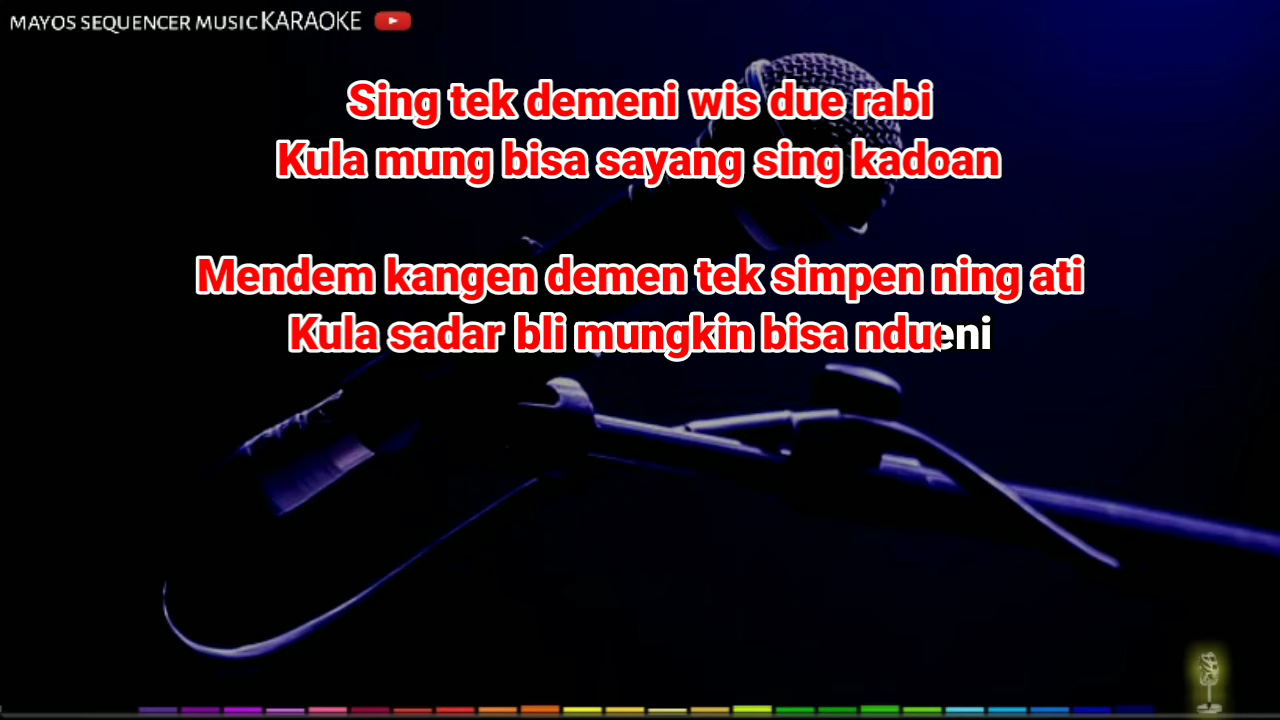 MAYOS SEQUENCER MUSIC KARAOKE
Sing tek demeni wis due rabi
Kula mung bisa sayang sing kadoan
Mendem kangen demen tek simpen ning ati
Kula sadar bli mungkin bisa ndueni